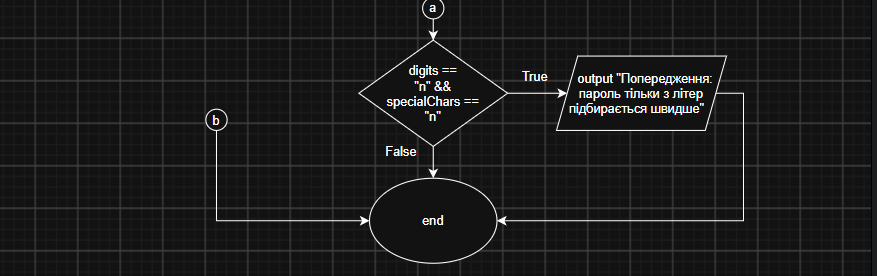 a
digits ==
"n" &&
specialChars ==
"n"
True
output "Попередження:
пароль тільки з літер
підбирається швидше"
b
False
end